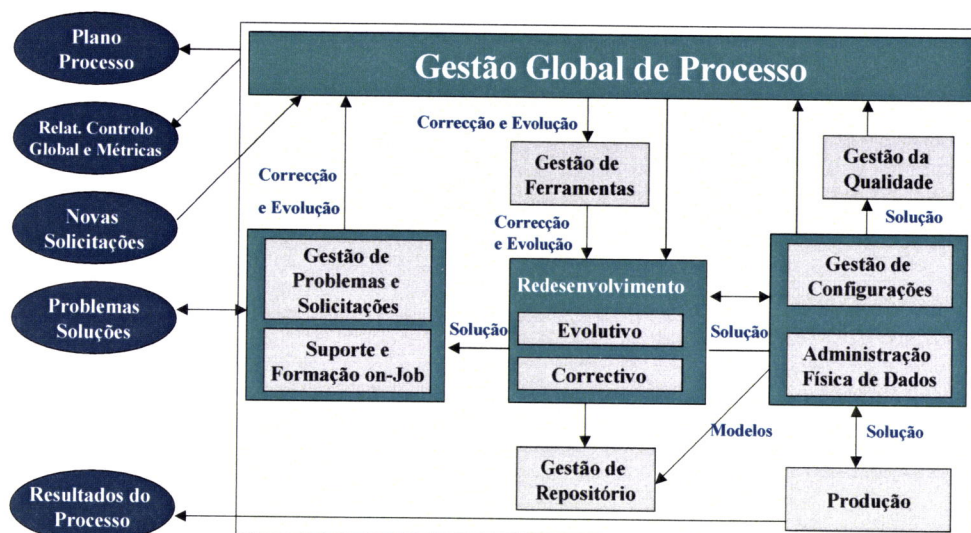 Plano
Processo
Gestão Global de Processo
Relat. Controlo
Global e Métricas
Correcção e Evolução
Gestão de
Ferramentas
Gestão da
Qualidade
Correcção
e Evolução
Novas
Solicitações
Correcção
e Evolução
Solução
Gestão de
Problemas e
Solicitações
Redesenvolvimento
Gestão de
Configurações
Problemas
Soluções
Solução
Evolutivo
Solução
Suporte e
Formação on-Job
Correctivo
Administração
Física de Dados
Modelos
Solução
Gestão de
Repositório
Produção
Resultados do
Processo